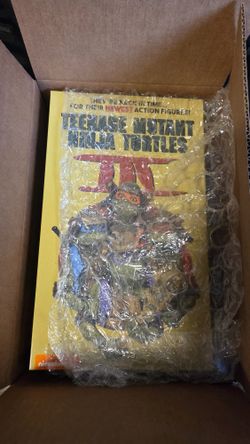 THEY'RE BACK IN TIME...
FOR THEIR NEWEST ACTION FIGURES!
TEENAGE MUTANT
NINJA TURTLES
III